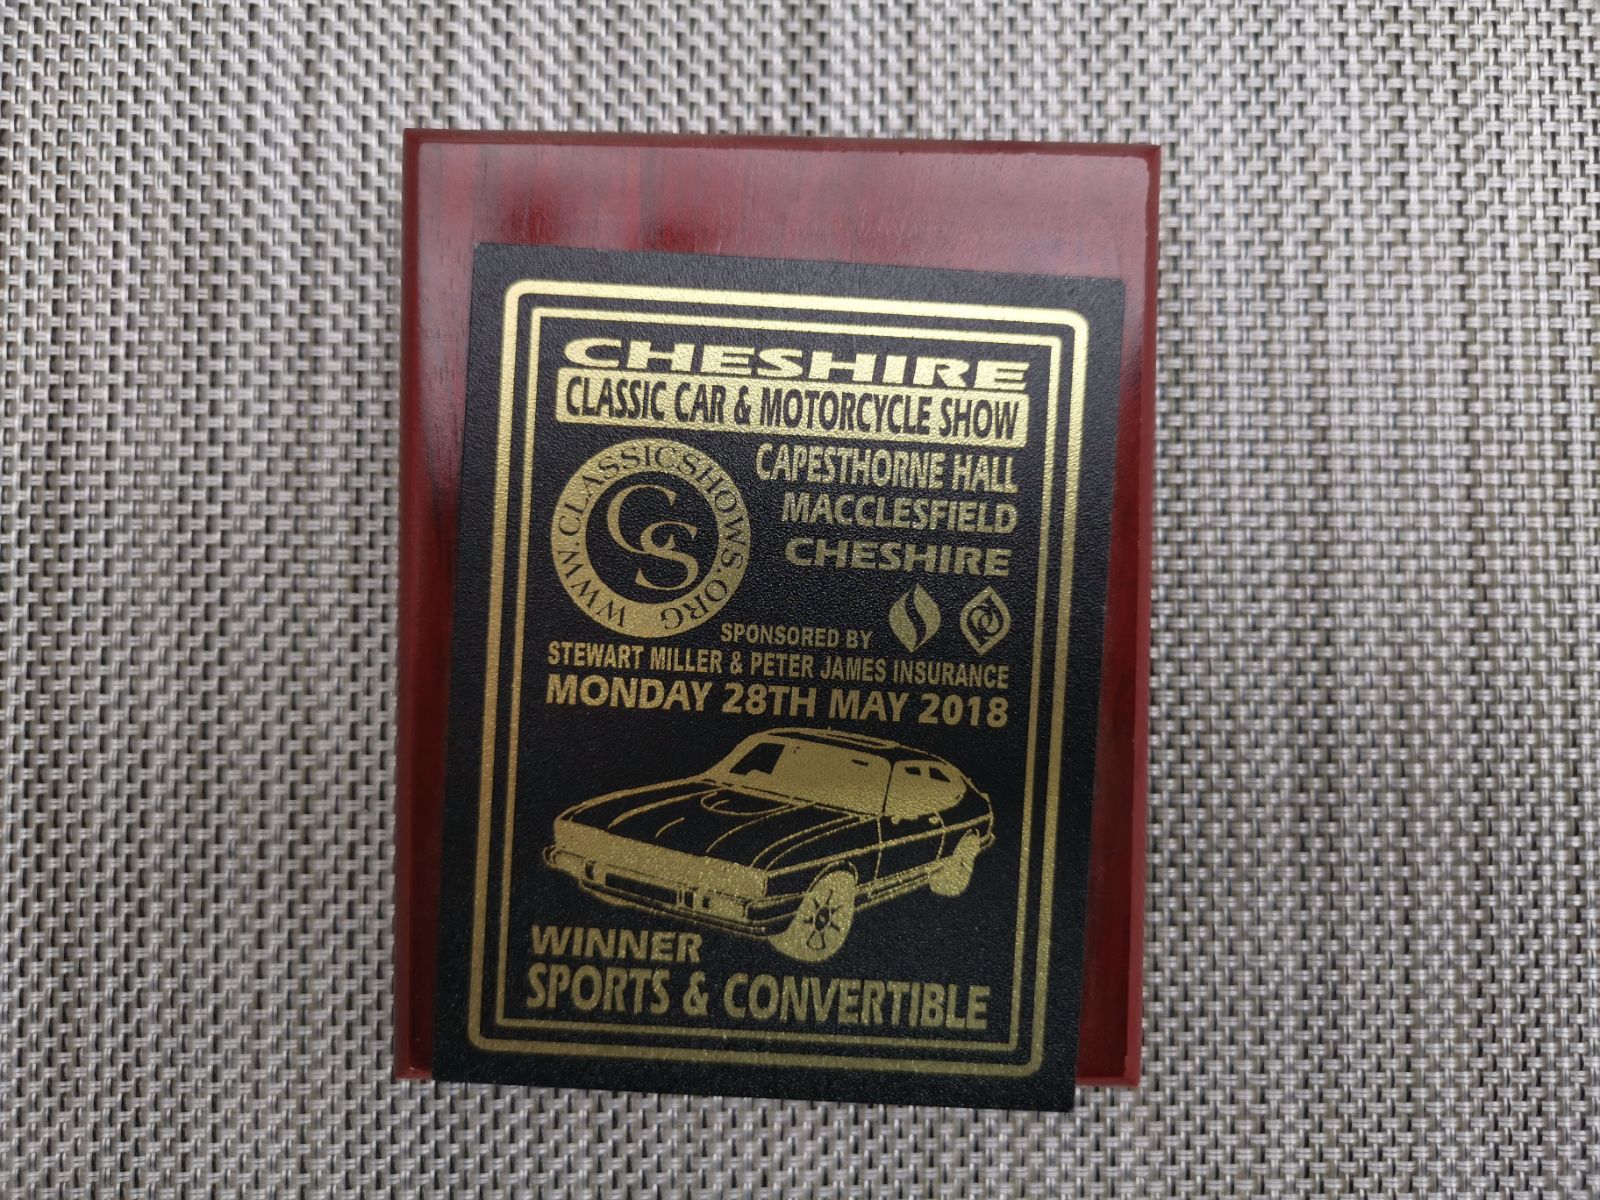 CHESHIRE
CLASSIC CAR & MOTORCYCLE SHOW
WWW.CLASSICSHOWS.ORG
CS
CAPESTHORNE HALL
MACCLESFIELD
CHESHIRE
SPONSORED BY
STEWART MILLER & PETER JAMES INSURANCE
MONDAY 28TH MAY 2018
WINNER
SPORTS & CONVERTIBLE